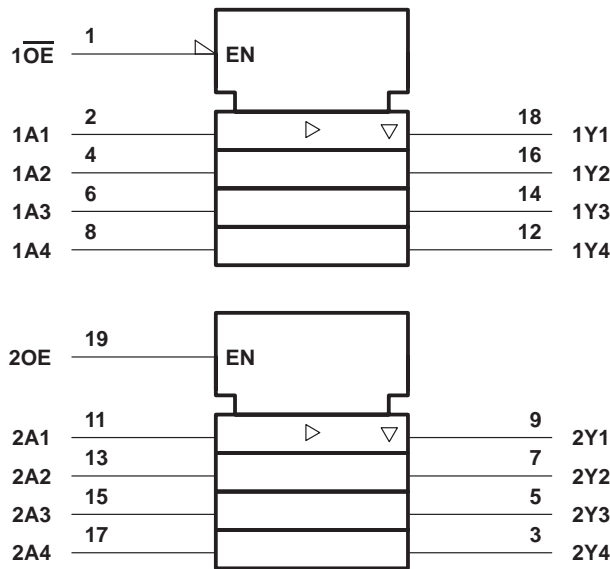 1
1O̅E̅ EN
1A1 2 18 1Y1
1A2 4 16 1Y2
1A3 6 14 1Y3
1A4 8 12 1Y4
19
2OE EN
2A1 11 9 2Y1
2A2 13 7 2Y2
2A3 15 5 2Y3
2A4 17 3 2Y4